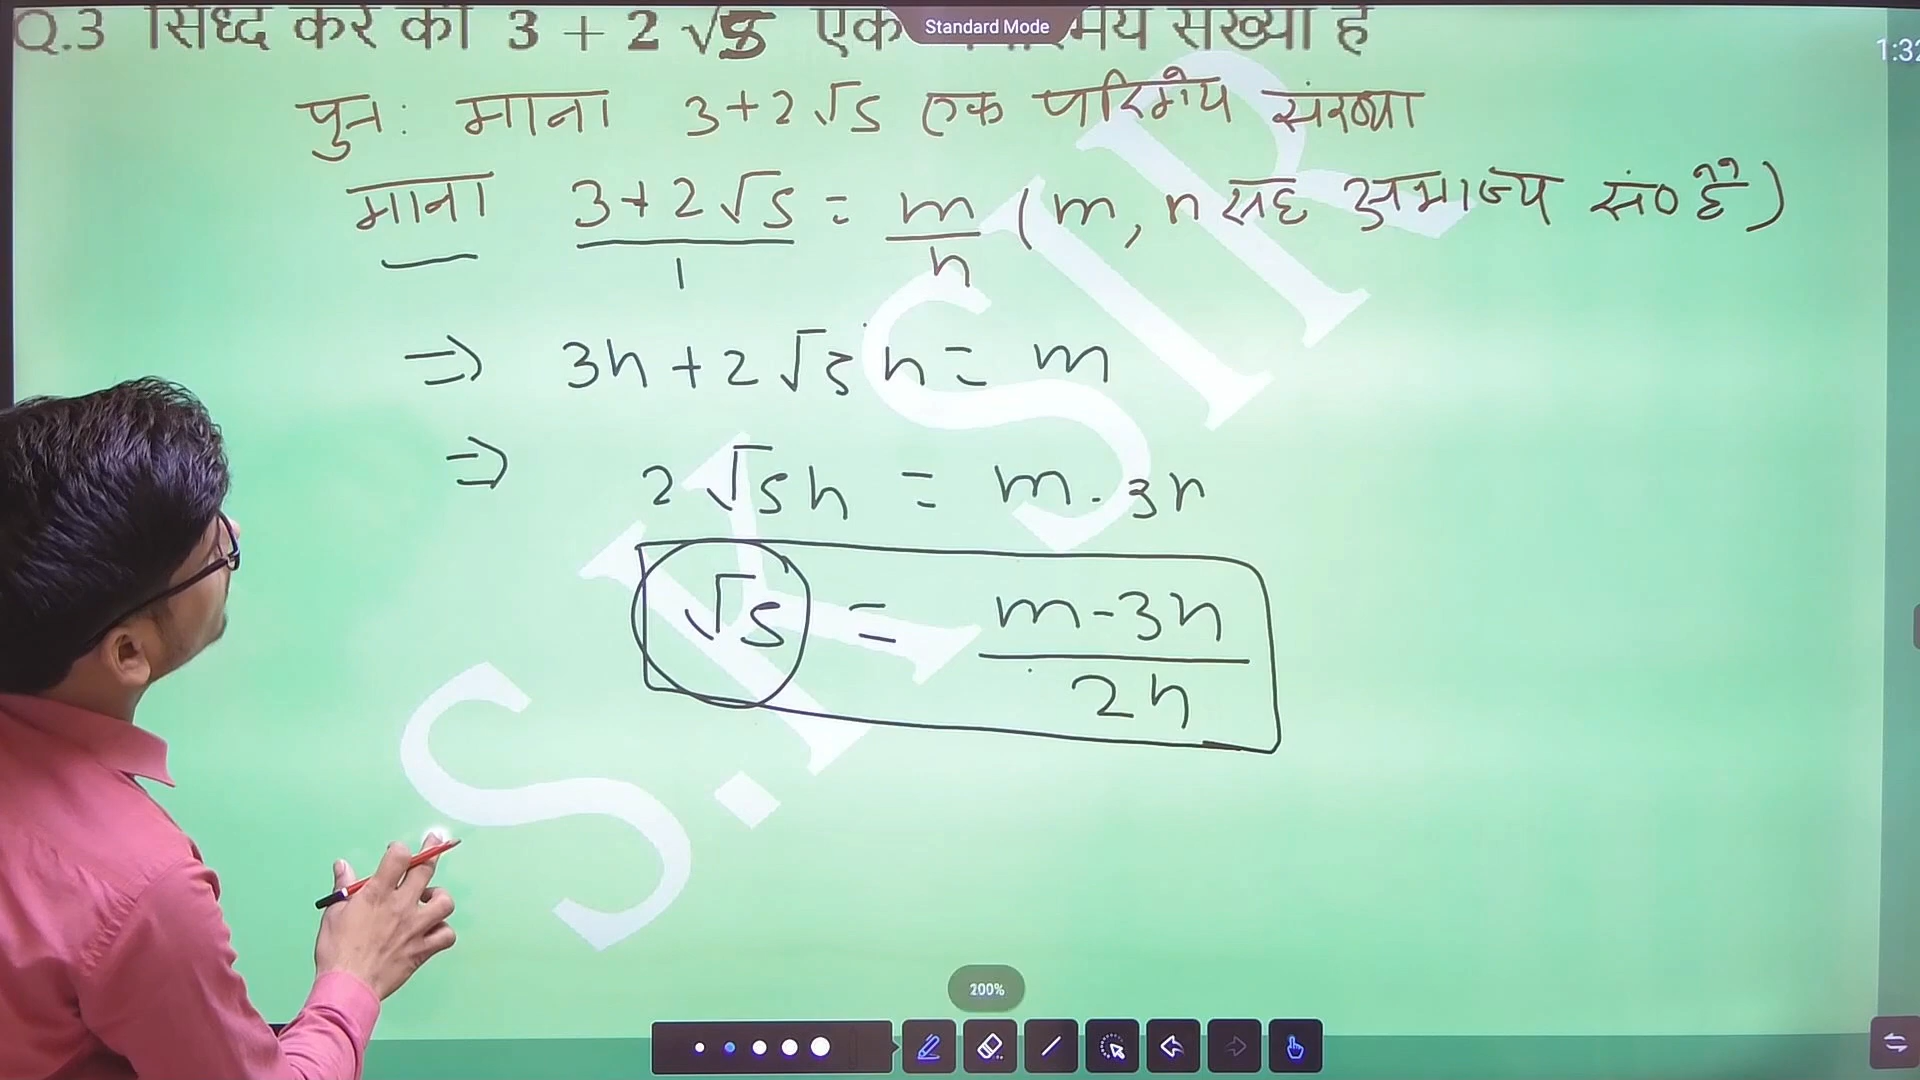 Q.3 सिध्द करे की 3 + 2 √5 एक संख्या है
Standard Mode
1:32
पुन: माना 3+2√5 एक परिमेय संख्या
माना 3+2√5/1 = m/n (m, n सह अभाज्य सं० हैं)
⇒ 3n+2√5 n = m
⇒ 2√5n = m - 3n
√5 = m-3n/2n
S.K SIR
200%